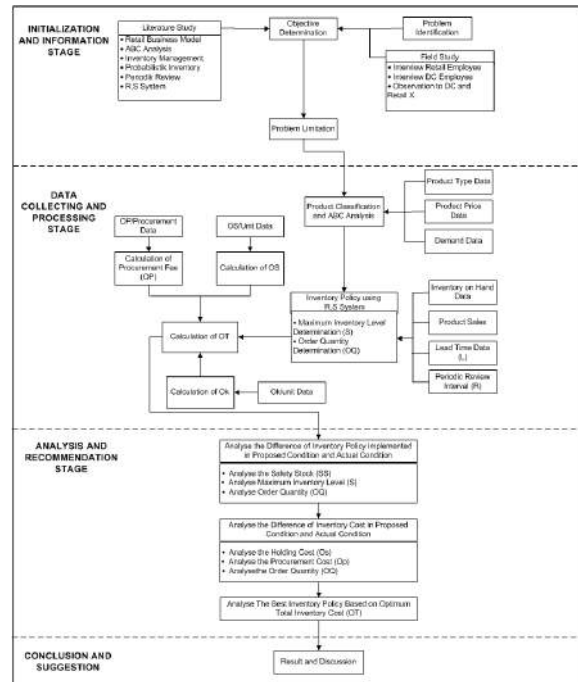 INITIALIZATION
AND INFORMATION
STAGE
Literature Study
• Retail Business Model
• ABC Analysis
• Inventory Management
• Probabilistik Inventory
• Periodik Review
• R,S System
Objective
Determination
Problem
Identification
Field Study
• Interview Retail Employee
• Interview DC Employee
• Observation to DC and
Retail X
Problem Limitation
DATA
COLLECTING AND
PROCESSING
STAGE
Product Classification
and ABC Analysis
Product Type Data
Product Price
Data
Demand Data
OP/Procurement
Data
OS/Unit Data
Calculation of
Procurement Fee
(OP)
Calculation of OS
Inventory Policy using
R,S System
• Maximum Inventory Level
Determination (S)
• Order Quantity
Determination (OQ)
Inventory on Hand
Data
Product Sales
Lead Time Data
(L)
Periodic Review
Interval (R)
Calculation of OT
Calculation of Ok
Ok/unit Data
ANALYSIS AND
RECOMMENDATION
STAGE
Analyse the Difference of Inventory Policy Implemented
in Proposed Condition and Actual Condition
• Analyse the Safety Stock (SS)
• Analyse Maximum Inventory Level (S)
• Analyse Order Quantity (OQ)
Analyse the Difference of Inventory Cost in Proposed
Condition and Actual Condition
• Analyse the Holding Cost (Os)
• Analyse the Procurement Cost (Op)
• Analysethe Order Quantity (OQ)
Analyse The Best Inventory Policy Based on Optimum
Total Inventory Cost (OT)
CONCLUSION AND
SUGGESTION
Result and Discussion